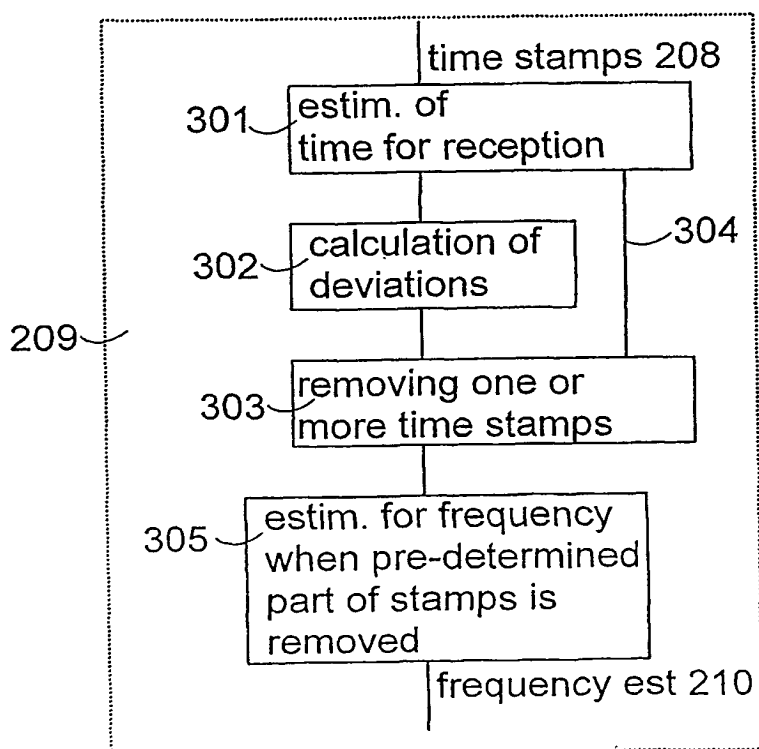 time stamps 208
301
estim. of
time for reception
302
calculation of
deviations
304
209
303
removing one or
more time stamps
305
estim. for frequency
when pre-determined
part of stamps is
removed
frequency est 210